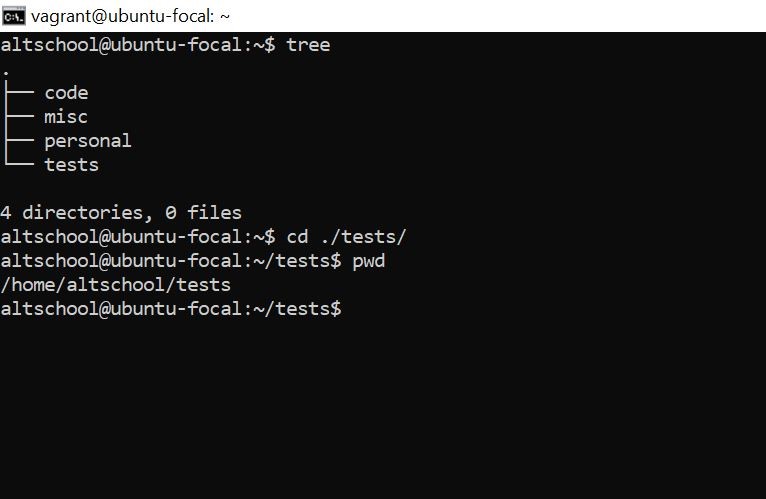 vagrant@ubuntu-focal: ~
altschool@ubuntu-focal:~$ tree
.
├── code
├── misc
├── personal
└── tests
4 directories, 0 files
altschool@ubuntu-focal:~$ cd ./tests/
altschool@ubuntu-focal:~/tests$ pwd
/home/altschool/tests
altschool@ubuntu-focal:~/tests$